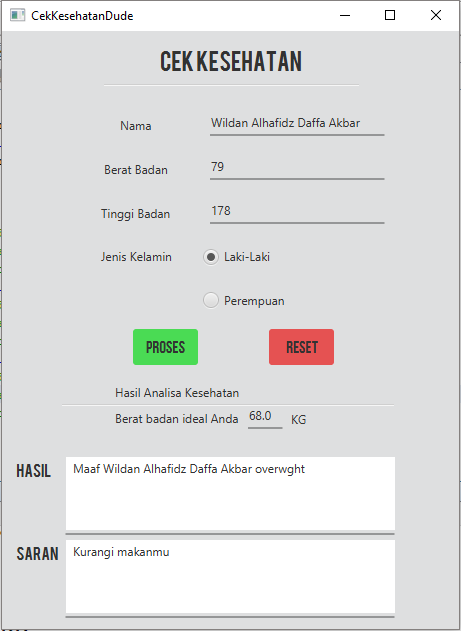 CekKesehatanDude
CEK KESEHATAN
Nama Wildan Alhafidz Daffa Akbar
Berat Badan 79
Tinggi Badan 178
Jenis Kelamin Laki-Laki
Perempuan
PROSES RESET
Hasil Analisa Kesehatan
Berat badan ideal Anda 68.0 KG
HASIL Maaf Wildan Alhafidz Daffa Akbar overwght
SARAN Kurangi makanmu